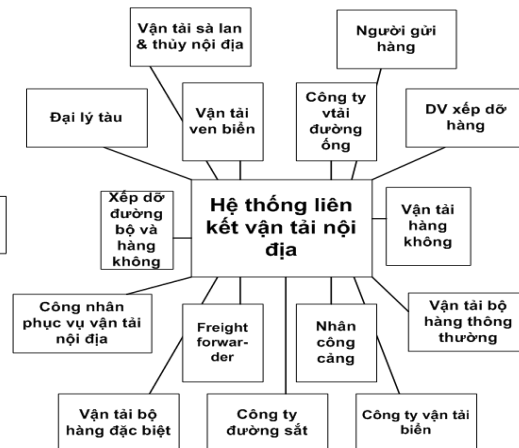 Vận tải sà lan
& thủy nội địa
Người gửi
hàng
Đại lý tàu
Vận tải
ven biển
Công ty
vtải
đường
ống
DV xếp dỡ
hàng
Xếp dỡ
đường
bộ và
hàng
không
Hệ thống liên
kết vận tải nội
địa
Vận tải
hàng
không
Công nhân
phục vụ vận tải
nội địa
Freight
forwar-
der
Nhân
công
cảng
Vận tải bộ
hàng thông
thường
Vận tải bộ
hàng đặc biệt
Công ty
đường sắt
Công ty vận tải
biển